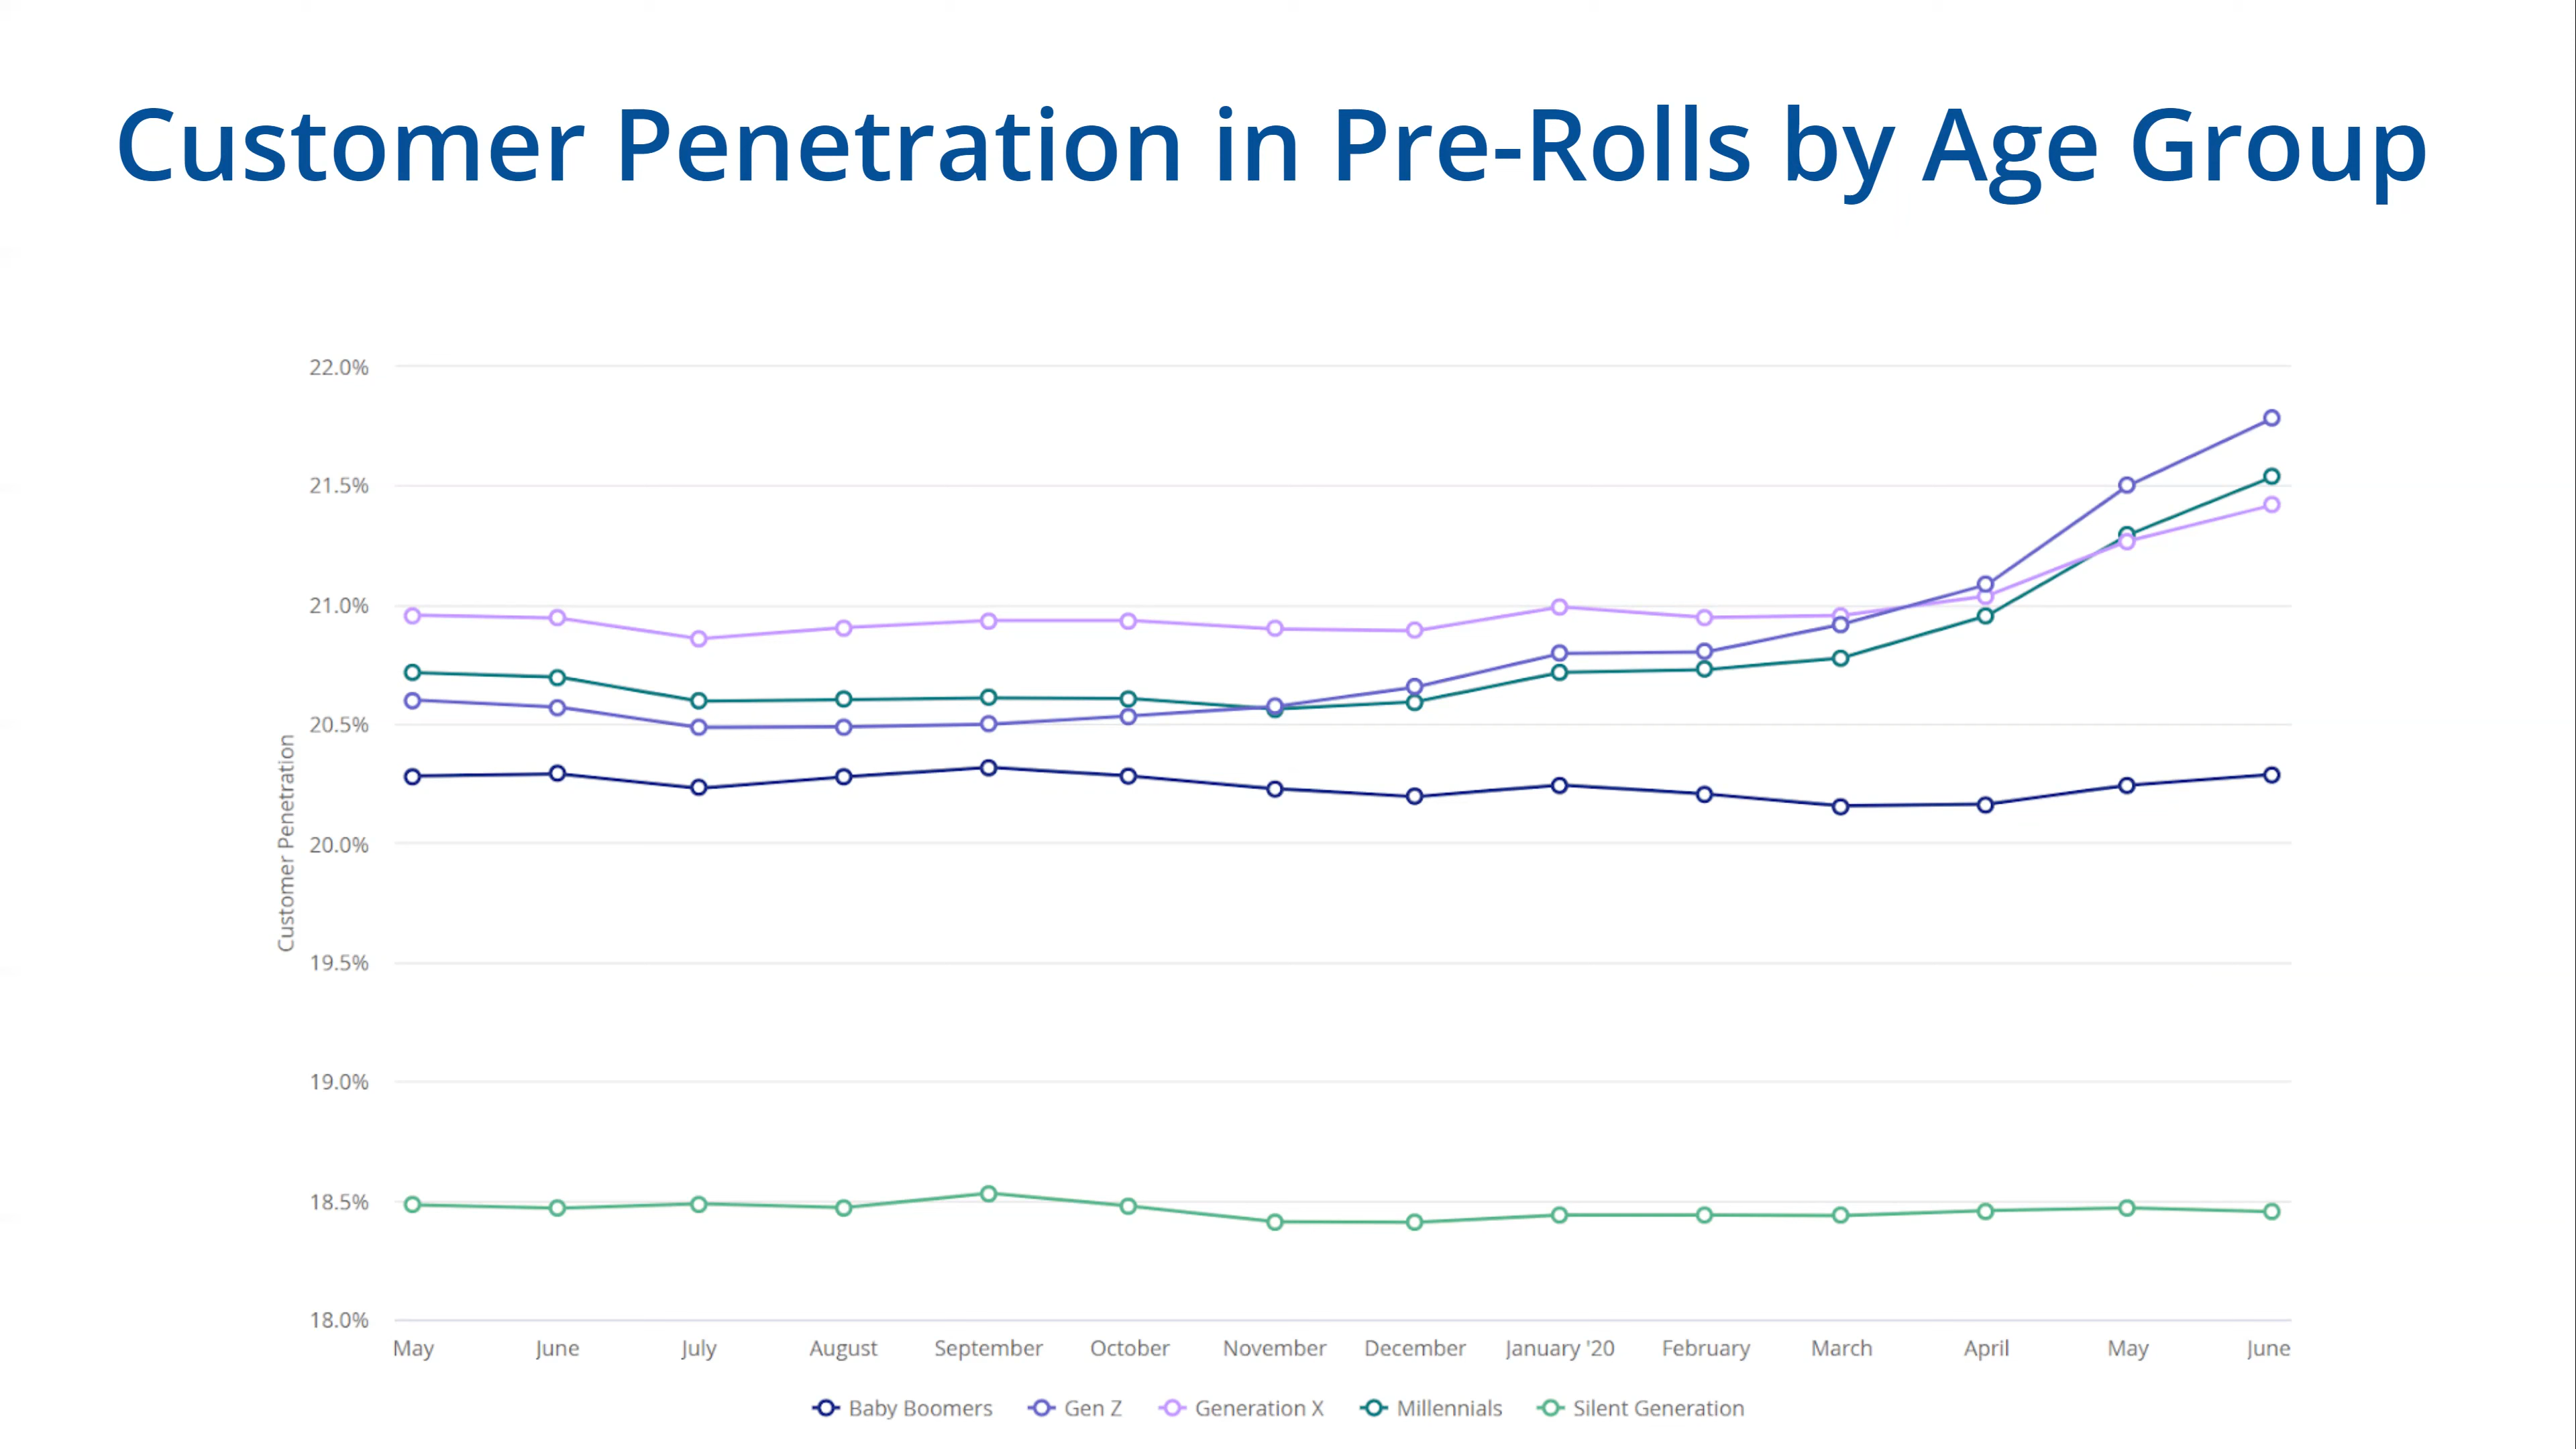 Customer Penetration in Pre-Rolls by Age Group
22.0%
21.5%
21.0%
20.5%
20.0%
19.5%
19.0%
18.5%
18.0%
Customer Penetration
May June July August September October November December January '20 February March April May June
Baby Boomers Gen Z Generation X Millennials Silent Generation